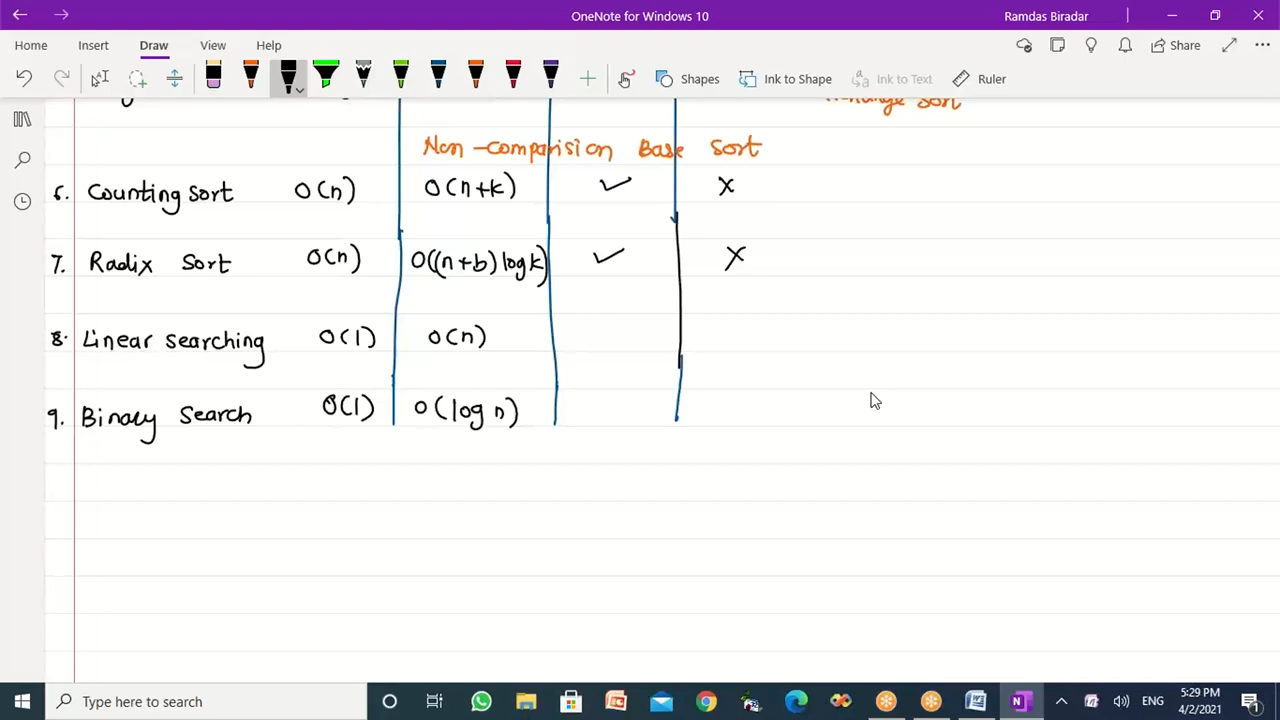 OneNote for Windows 10
Ramdas Biradar
Home Insert Draw View Help
Share
Shapes Ink to Shape Ink to Text Ruler
Sort
Non-comparision Base Sort
6. Counting sort O(n) O(n+k) ✓ X
7. Radix Sort O(n) O((n+b) log k) ✓ X
8. Linear searching O(1) O(n)
9. Binary Search O(1) O(log n)
Type here to search
ENG
5:29 PM
4/2/2021
1